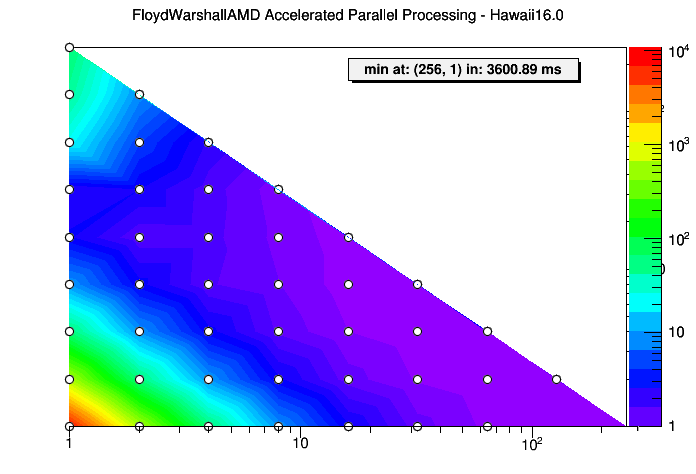 FloydWarshallAMD Accelerated Parallel Processing - Hawaii16.0
min at: (256, 1) in: 3600.89 ms
10⁴
10³
10²
10
1
1 10 10²